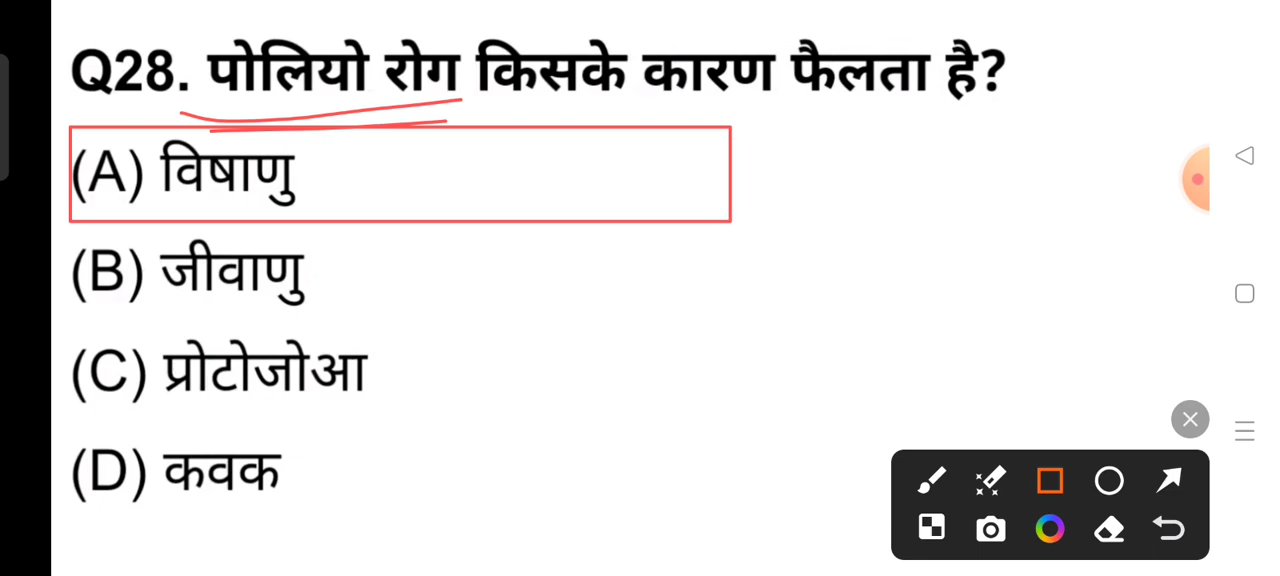 Q28. पोलियो रोग किसके कारण फैलता है?
(A) विषाणु
(B) जीवाणु
(C) प्रोटोजोआ
(D) कवक